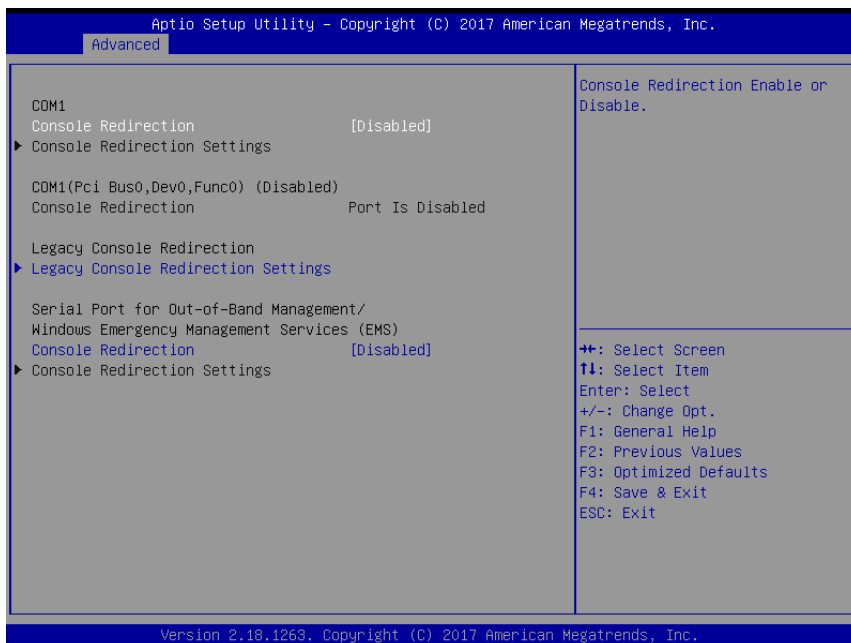 Aptio Setup Utility – Copyright (C) 2017 American Megatrends, Inc.
Advanced
COM1
Console Redirection [Disabled]
▶ Console Redirection Settings
COM1(Pci Bus0,Dev0,Func0) (Disabled)
Console Redirection Port Is Disabled
Legacy Console Redirection
▶ Legacy Console Redirection Settings
Serial Port for Out-of-Band Management/
Windows Emergency Management Services (EMS)
Console Redirection [Disabled]
▶ Console Redirection Settings
Console Redirection Enable or
Disable.
→←: Select Screen
↑↓: Select Item
Enter: Select
+/-: Change Opt.
F1: General Help
F2: Previous Values
F3: Optimized Defaults
F4: Save & Exit
ESC: Exit
Version 2.18.1263. Copyright (C) 2017 American Megatrends, Inc.